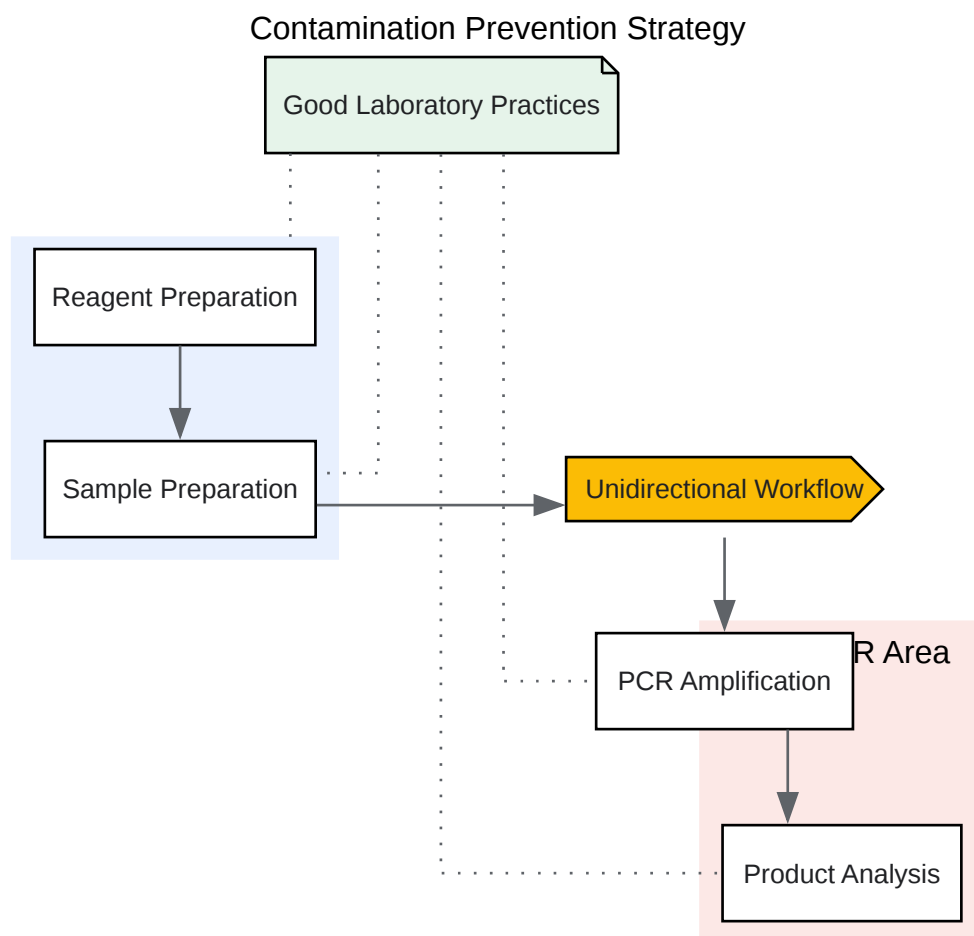 Contamination Prevention Strategy
Good Laboratory Practices
Reagent Preparation
Sample Preparation
Unidirectional Workflow
R Area
PCR Amplification
Product Analysis